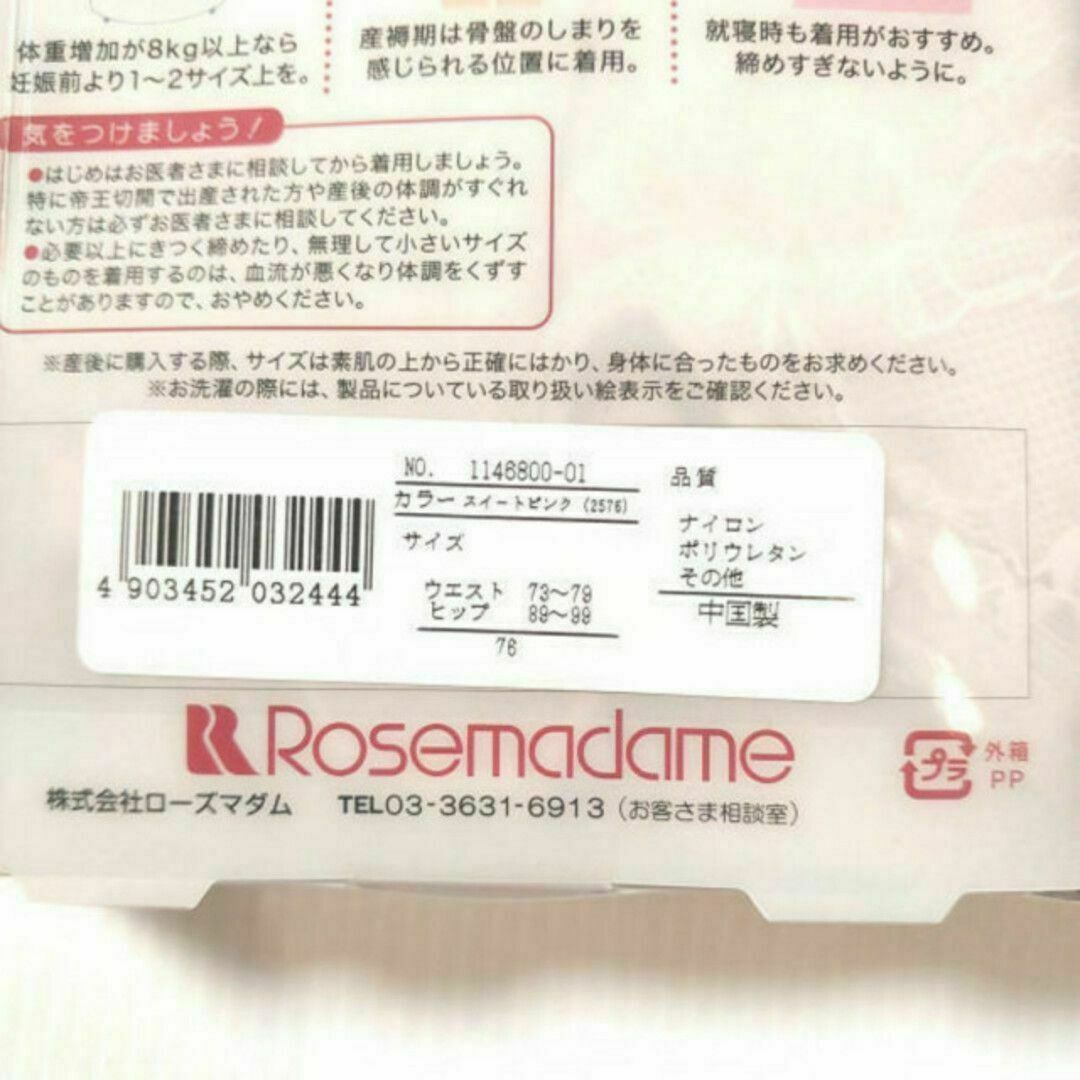 体重増加が8kg以上なら
妊娠前より1〜2サイズ上を。
産褥期は骨盤のしまりを
感じられる位置に着用。
就寝時も着用がおすすめ。
締めすぎないように。
気をつけましょう!
●はじめはお医者さまに相談してから着用しましょう。
特に帝王切開で出産された方や産後の体調がすぐれ
ない方は必ずお医者さまに相談してください。
●必要以上にきつく締めたり、無理して小さいサイズ
のものを着用するのは、血流が悪くなり体調をくずす
ことがありますので、おやめください。
※産後に購入する際、サイズは素肌の上から正確にはかり、身体に合ったものをお求めください。
※お洗濯の際には、製品についている取り扱い絵表示をご確認ください。
4 903452 032444
NO. 1146800-01
カラー スイートピンク (2576)
サイズ
ウエスト 73〜79
ヒップ 89〜99
76
品質
ナイロン
ポリウレタン
その他
中国製
Rosemadame
株式会社ローズマダム TEL03-3631-6913 (お客さま相談室)
プラ
外箱
PP